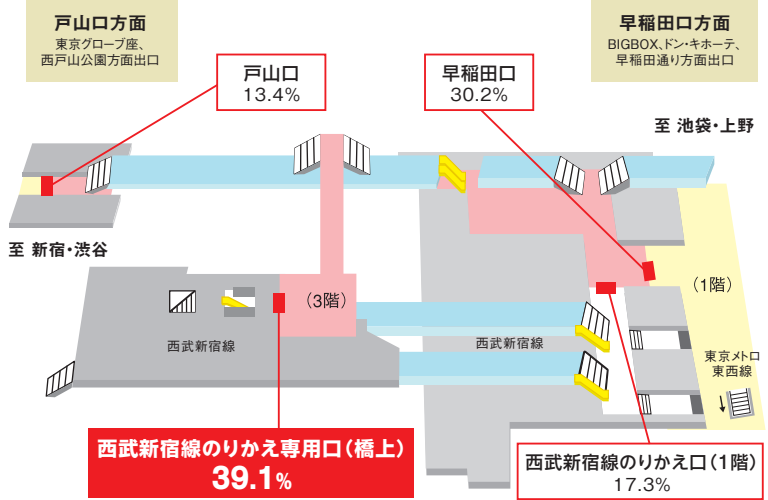 戸山口方面
東京グローブ座、
西戸山公園方面出口
早稲田口方面
BIGBOX、ドン・キホーテ、
早稲田通り方面出口
戸山口
13.4%
早稲田口
30.2%
至 池袋・上野
至 新宿・渋谷
(3階)
(1階)
西武新宿線
西武新宿線
東京メトロ
東西線
西武新宿線のりかえ専用口(橋上)
39.1%
西武新宿線のりかえ口(1階)
17.3%